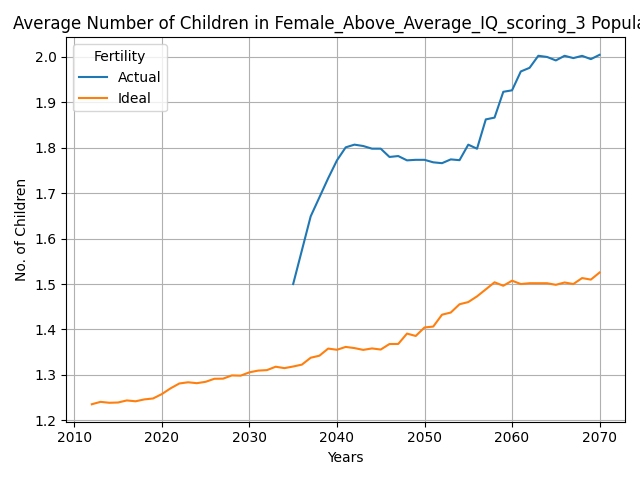 Average Number of Children in Female_Above_Average_IQ_scoring_3 Popula
Fertility
Actual
Ideal
No. of Children
2.0
1.9
1.8
1.7
1.6
1.5
1.4
1.3
1.2
2010 2020 2030 2040 2050 2060 2070
Years